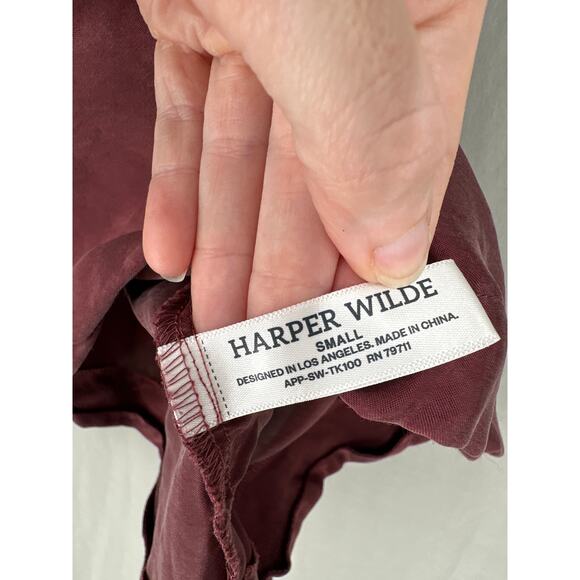 HARPER WILDE
SMALL
DESIGNED IN LOS ANGELES. MADE IN CHINA.
APP-SW-TK100 RN 79711